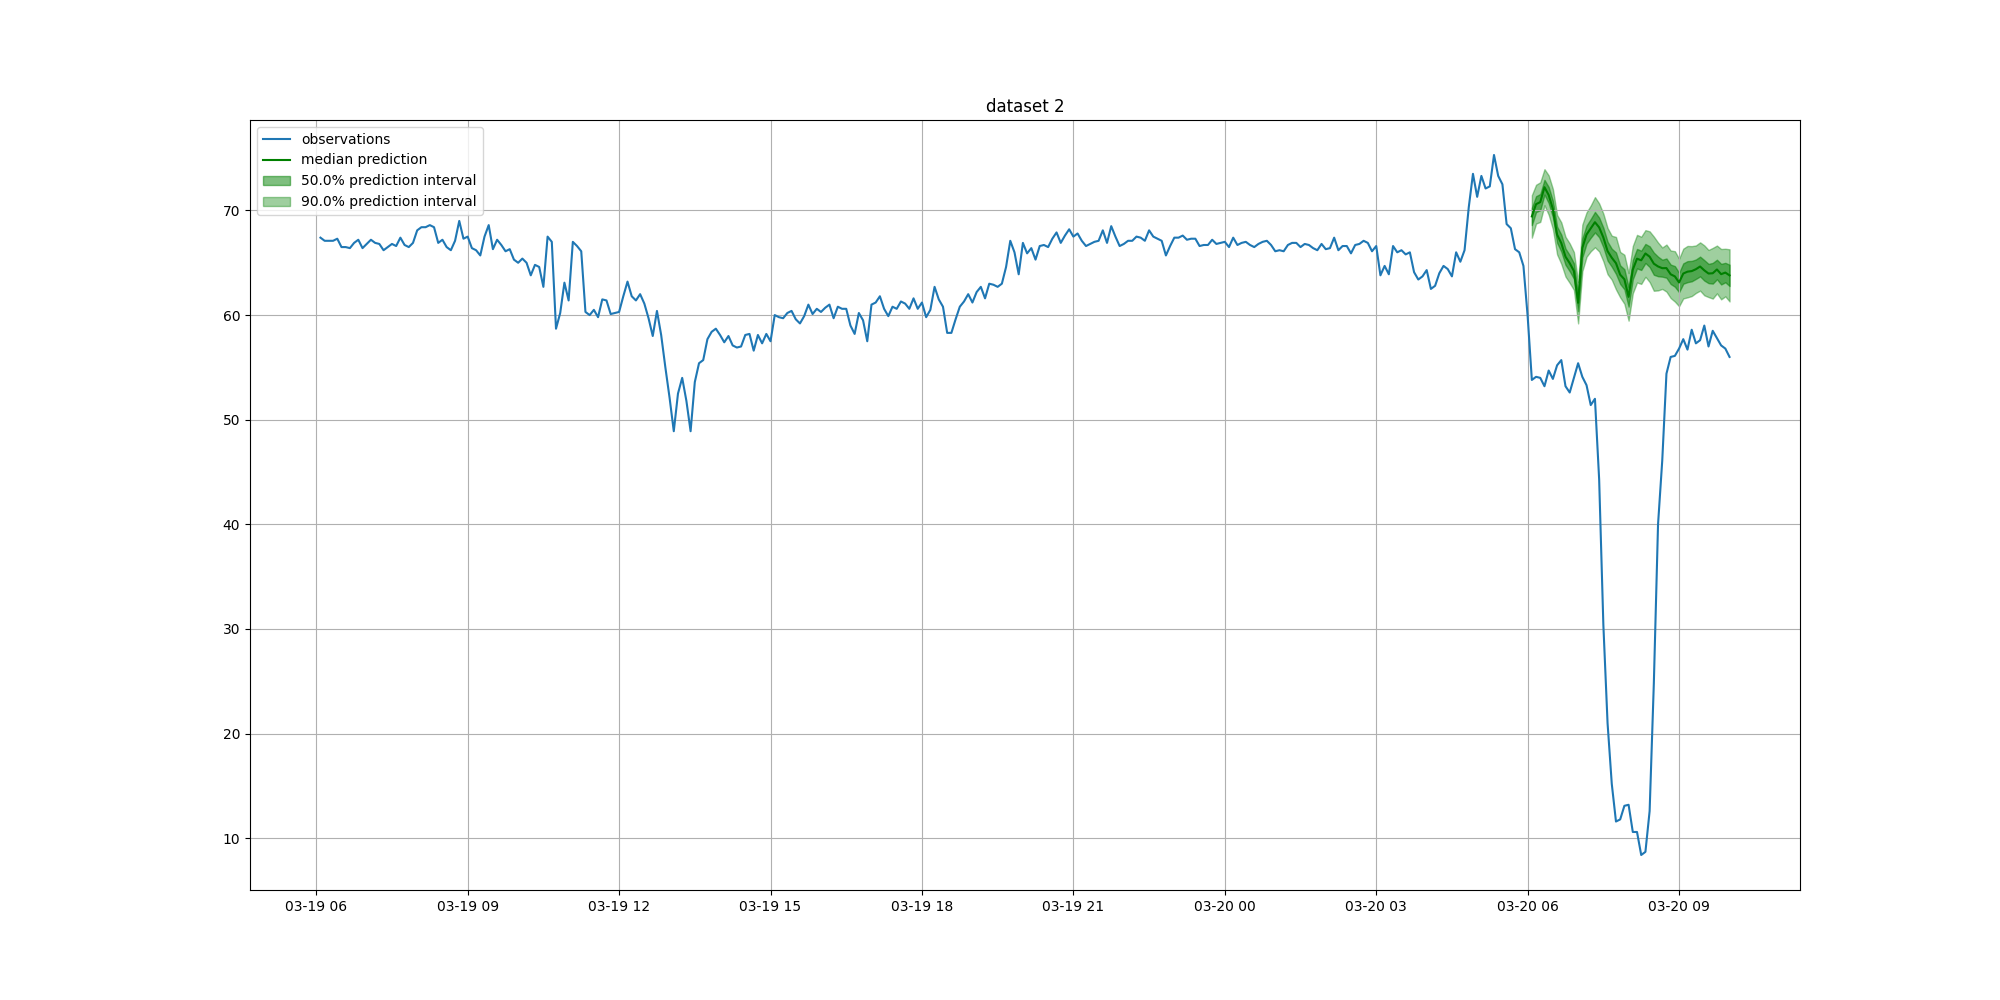 dataset 2
observations
median prediction
50.0% prediction interval
90.0% prediction interval
70
60
50
40
30
20
10
03-19 06 03-19 09 03-19 12 03-19 15 03-19 18 03-19 21 03-20 00 03-20 03 03-20 06 03-20 09